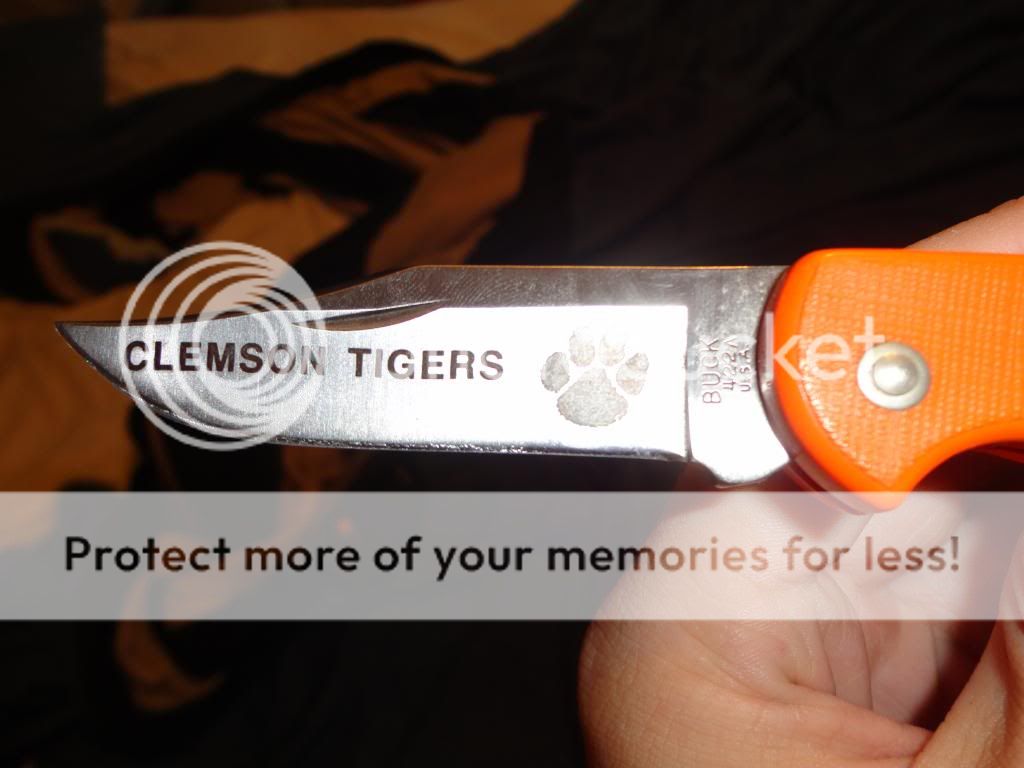 CLEMSON TIGERS
BUCK
422
U.S.A.
Protect more of your memories for less!